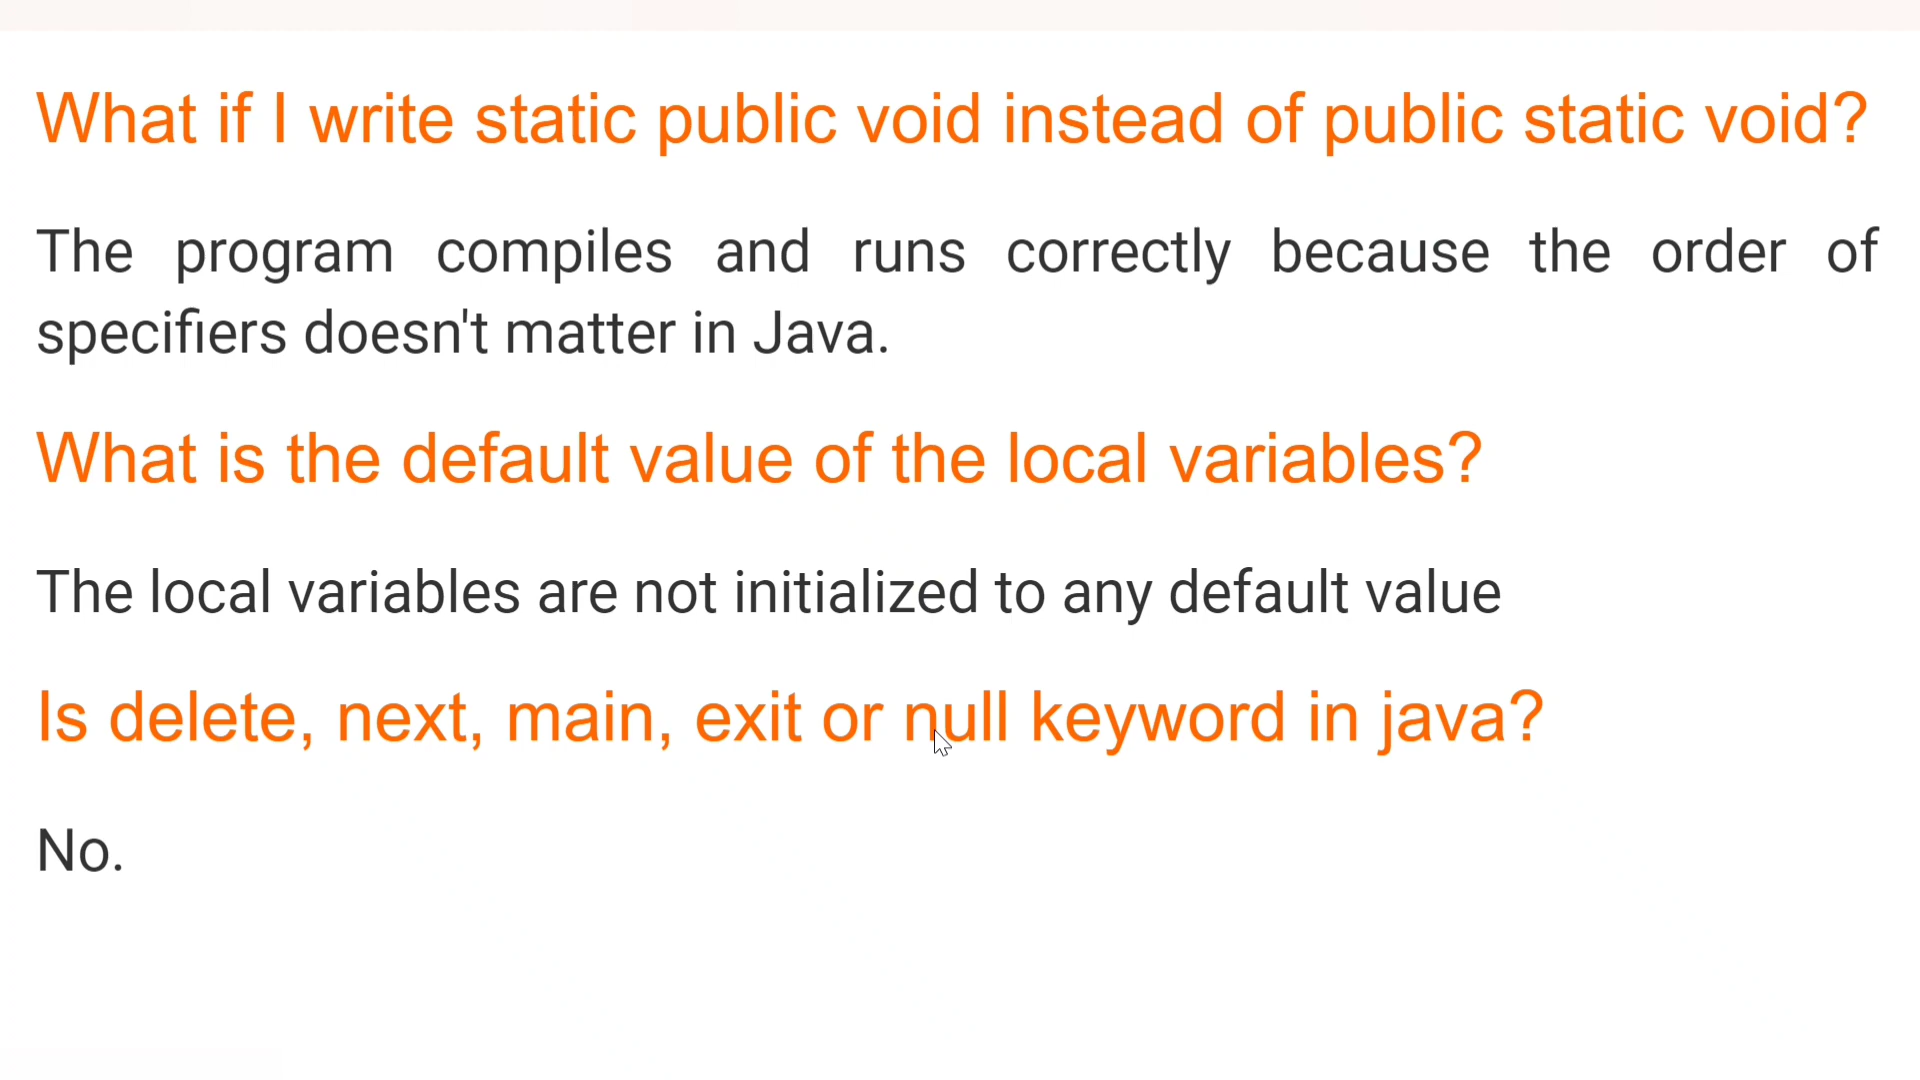 What if I write static public void instead of public static void?
The program compiles and runs correctly because the order of
specifiers doesn't matter in Java.
What is the default value of the local variables?
The local variables are not initialized to any default value
Is delete, next, main, exit or null keyword in java?
No.